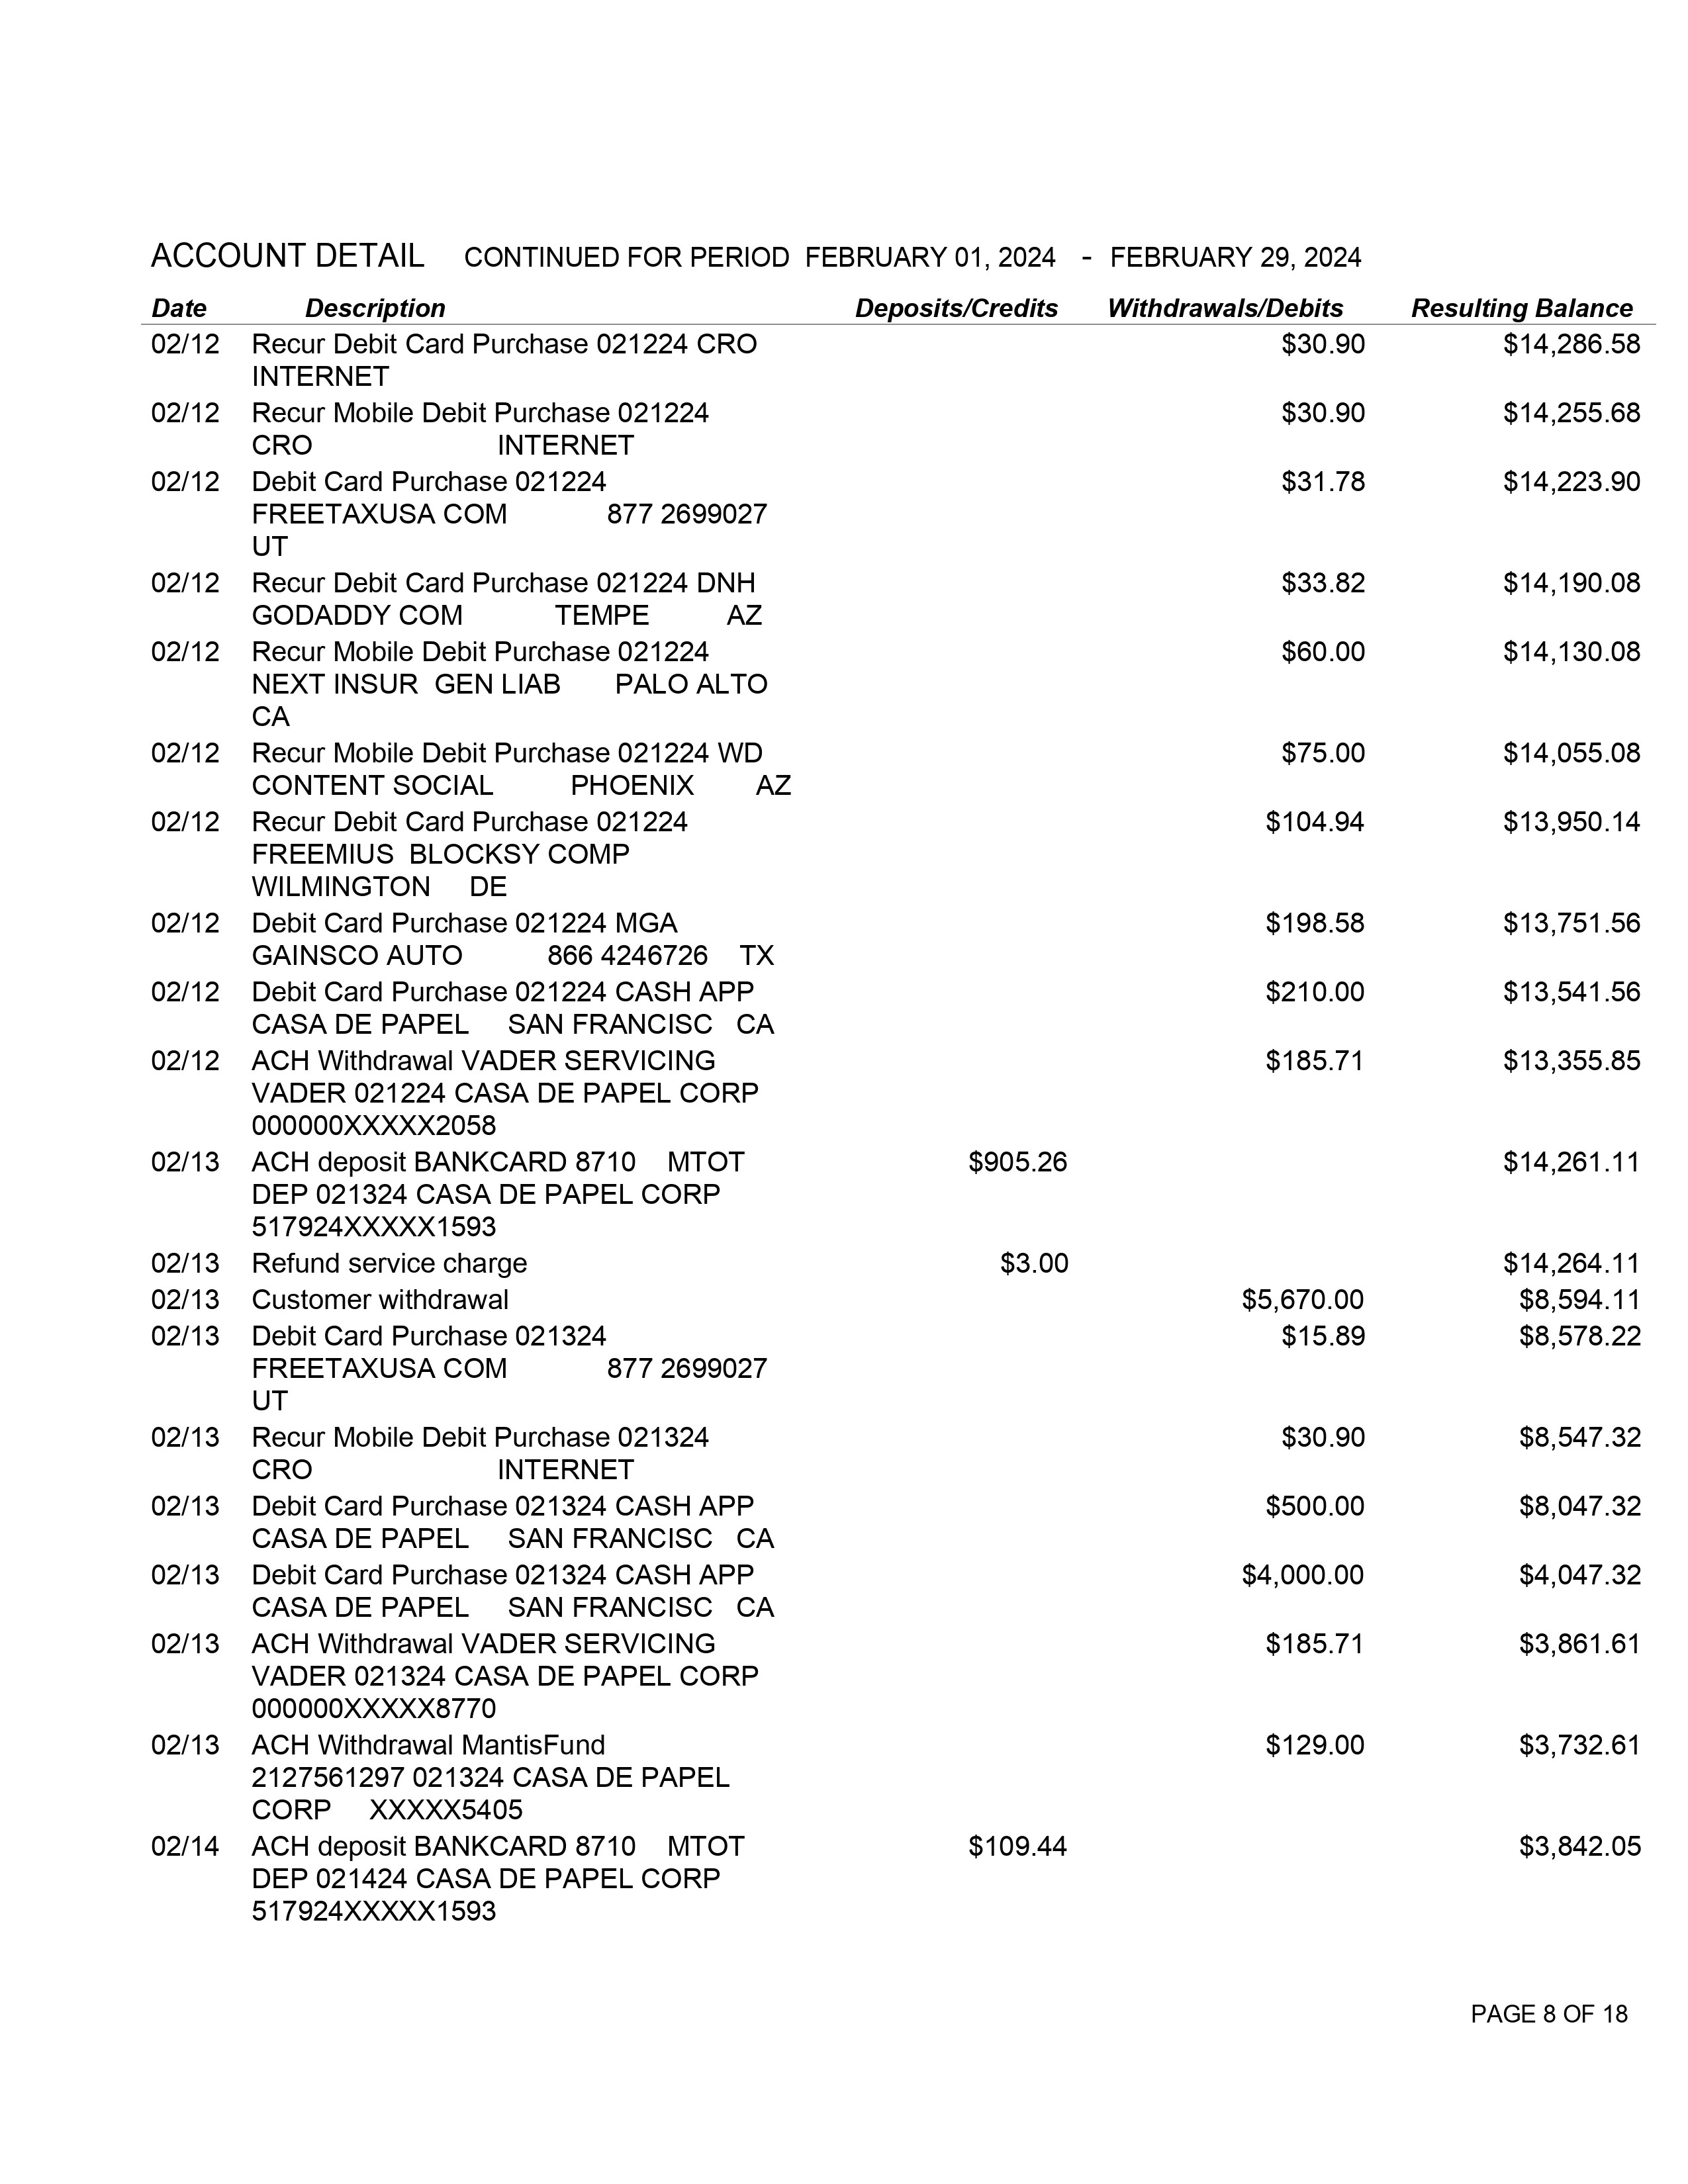 ACCOUNT DETAIL CONTINUED FOR PERIOD FEBRUARY 01, 2024 - FEBRUARY 29, 2024
Date Description Deposits/Credits Withdrawals/Debits Resulting Balance
02/12 Recur Debit Card Purchase 021224 CRO $30.90 $14,286.58
INTERNET
02/12 Recur Mobile Debit Purchase 021224 $30.90 $14,255.68
CRO INTERNET
02/12 Debit Card Purchase 021224 $31.78 $14,223.90
FREETAXUSA COM 877 2699027
UT
02/12 Recur Debit Card Purchase 021224 DNH $33.82 $14,190.08
GODADDY COM TEMPE AZ
02/12 Recur Mobile Debit Purchase 021224 $60.00 $14,130.08
NEXT INSUR GEN LIAB PALO ALTO
CA
02/12 Recur Mobile Debit Purchase 021224 WD $75.00 $14,055.08
CONTENT SOCIAL PHOENIX AZ
02/12 Recur Debit Card Purchase 021224 $104.94 $13,950.14
FREEMIUS BLOCKSY COMP
WILMINGTON DE
02/12 Debit Card Purchase 021224 MGA $198.58 $13,751.56
GAINSCO AUTO 866 4246726 TX
02/12 Debit Card Purchase 021224 CASH APP $210.00 $13,541.56
CASA DE PAPEL SAN FRANCISC CA
02/12 ACH Withdrawal VADER SERVICING $185.71 $13,355.85
VADER 021224 CASA DE PAPEL CORP
000000XXXXX2058
02/13 ACH deposit BANKCARD 8710 MTOT $905.26 $14,261.11
DEP 021324 CASA DE PAPEL CORP
517924XXXXX1593
02/13 Refund service charge $3.00 $14,264.11
02/13 Customer withdrawal $5,670.00 $8,594.11
02/13 Debit Card Purchase 021324 $15.89 $8,578.22
FREETAXUSA COM 877 2699027
UT
02/13 Recur Mobile Debit Purchase 021324 $30.90 $8,547.32
CRO INTERNET
02/13 Debit Card Purchase 021324 CASH APP $500.00 $8,047.32
CASA DE PAPEL SAN FRANCISC CA
02/13 Debit Card Purchase 021324 CASH APP $4,000.00 $4,047.32
CASA DE PAPEL SAN FRANCISC CA
02/13 ACH Withdrawal VADER SERVICING $185.71 $3,861.61
VADER 021324 CASA DE PAPEL CORP
000000XXXXX8770
02/13 ACH Withdrawal MantisFund $129.00 $3,732.61
2127561297 021324 CASA DE PAPEL
CORP XXXXX5405
02/14 ACH deposit BANKCARD 8710 MTOT $109.44 $3,842.05
DEP 021424 CASA DE PAPEL CORP
517924XXXXX1593
PAGE 8 OF 18